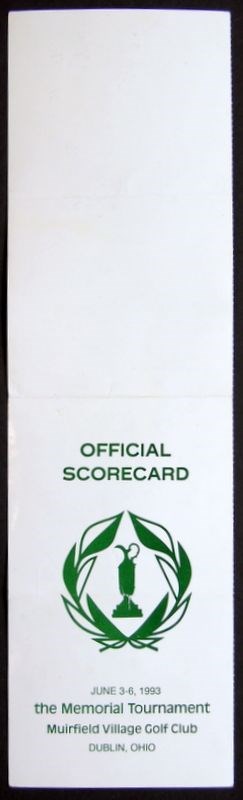 OFFICIAL
SCORECARD
JUNE 3-6, 1993
the Memorial Tournament
Muirfield Village Golf Club
DUBLIN, OHIO